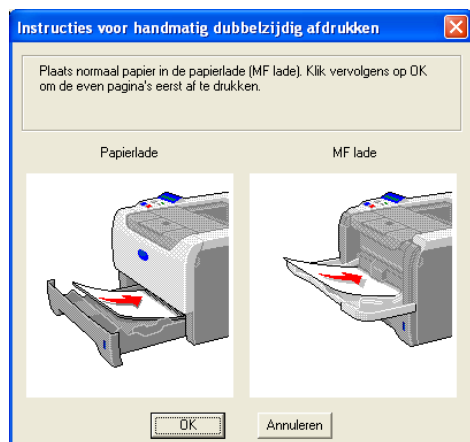 Instructies voor handmatig dubbelzijdig afdrukken
Plaats normaal papier in de papierlade (MF lade). Klik vervolgens op OK
om de even pagina's eerst af te drukken.
Papierlade
MF lade
OK
Annuleren